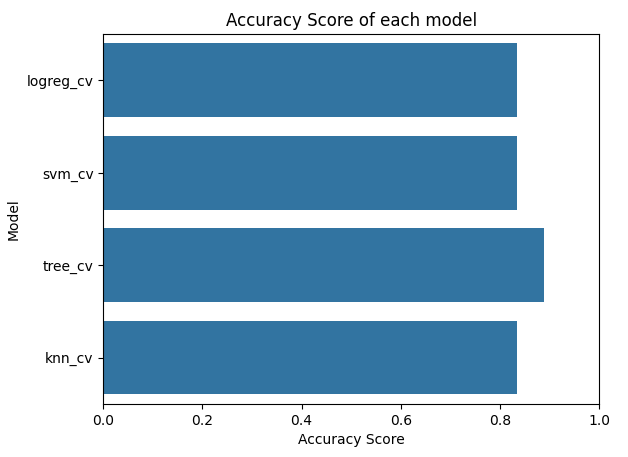 Accuracy Score of each model
logreg_cv
svm_cv
tree_cv
knn_cv
Model
0.0 0.2 0.4 0.6 0.8 1.0
Accuracy Score